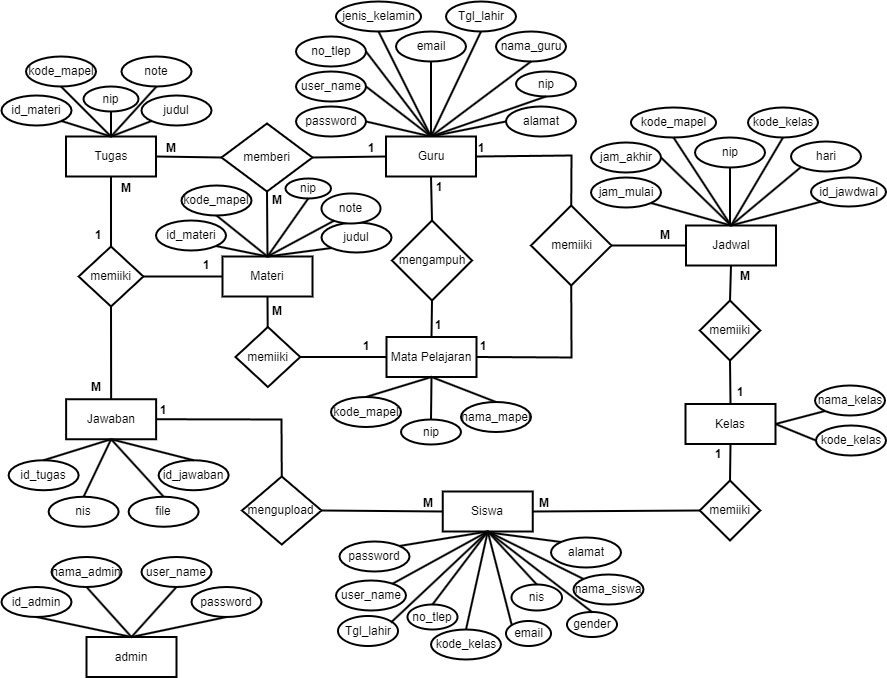 jenis_kelamin
Tgl_lahir
no_tlep
email
nama_guru
kode_mapel
note
user_name
nip
id_materi
nip
judul
password
alamat
kode_mapel
kode_kelas
Tugas
M
memberi
1
Guru
1
jam_akhir
nip
hari
M
M
1
kode_mapel
nip
note
jam_mulai
id_jawdwal
id_materi
judul
1
memiiki
1
Materi
mengampuh
memiiki
M
Jadwal
M
M
1
memiiki
memiiki
1
Mata Pelajaran
1
memiiki
M
1
Jawaban
1
kode_mapel
nip
nama_mapel
1
Kelas
nama_kelas
kode_kelas
1
id_tugas
id_jawaban
nis
file
mengupload
M
Siswa
M
memiiki
nama_admin
user_name
id_admin
password
admin
password
alamat
user_name
nama_siswa
nis
Tgl_lahir
no_tlep
gender
kode_kelas
email